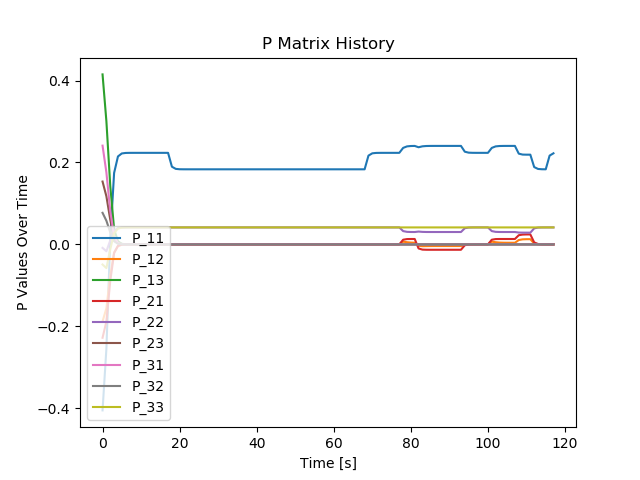 P Matrix History
P Values Over Time
0.4
0.2
0.0
−0.2
−0.4
P_11
P_12
P_13
P_21
P_22
P_23
P_31
P_32
P_33
0 20 40 60 80 100 120
Time [s]